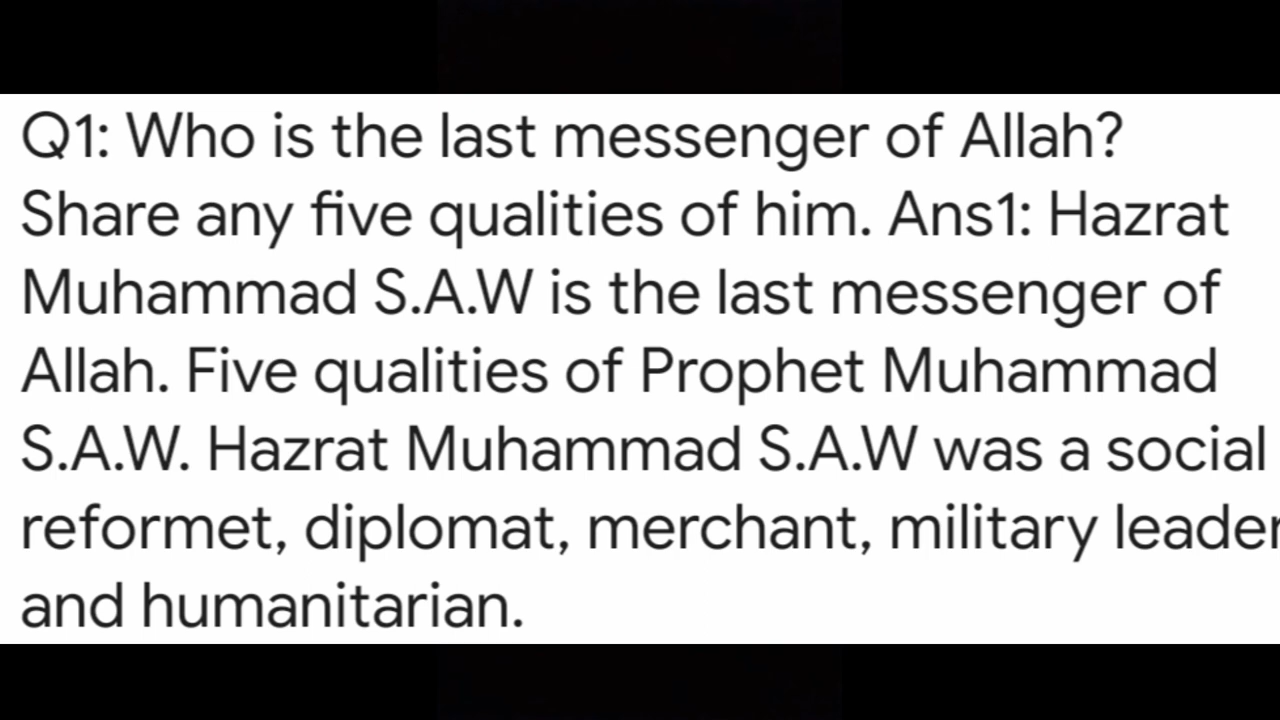 Q1: Who is the last messenger of Allah?
Share any five qualities of him. Ans1: Hazrat
Muhammad S.A.W is the last messenger of
Allah. Five qualities of Prophet Muhammad
S.A.W. Hazrat Muhammad S.A.W was a social
reformet, diplomat, merchant, military leader
and humanitarian.